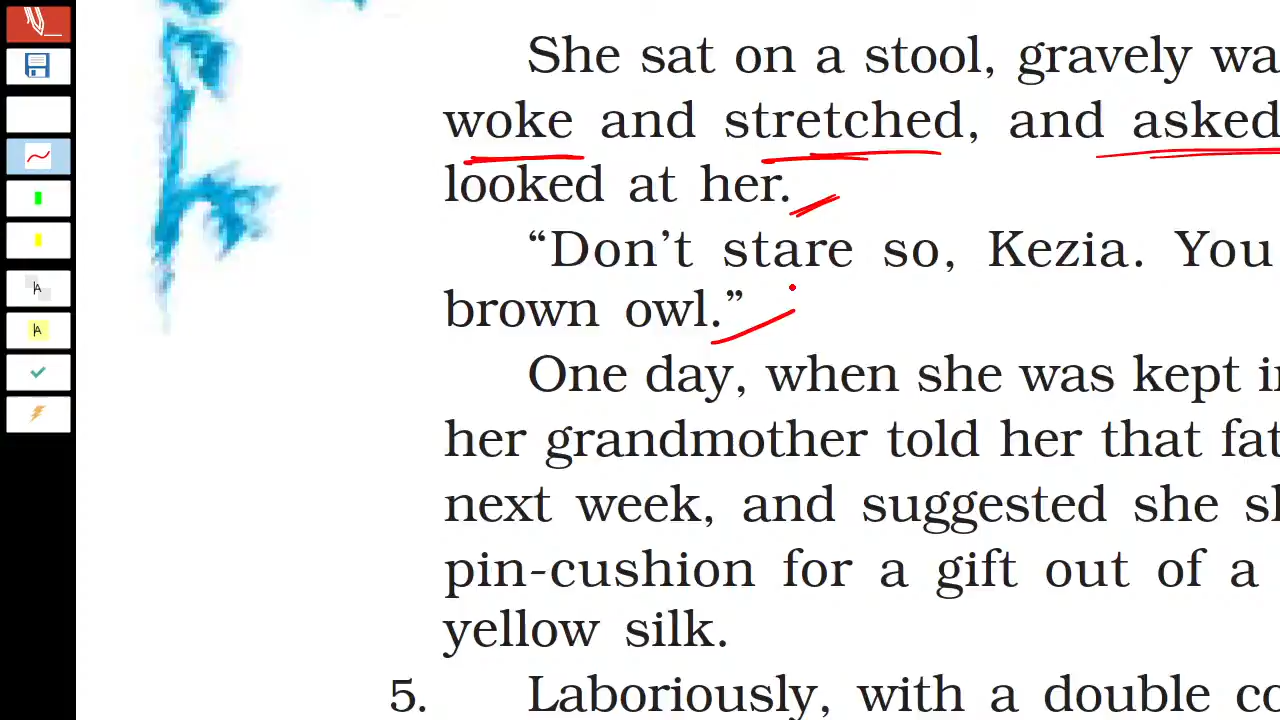 She sat on a stool, gravely
woke and stretched, and asked
looked at her.
“Don’t stare so, Kezia. You
brown owl.”
One day, when she was kept
her grandmother told her that
next week, and suggested she
pin-cushion for a gift out of a
yellow silk.
5. Laboriously, with a double